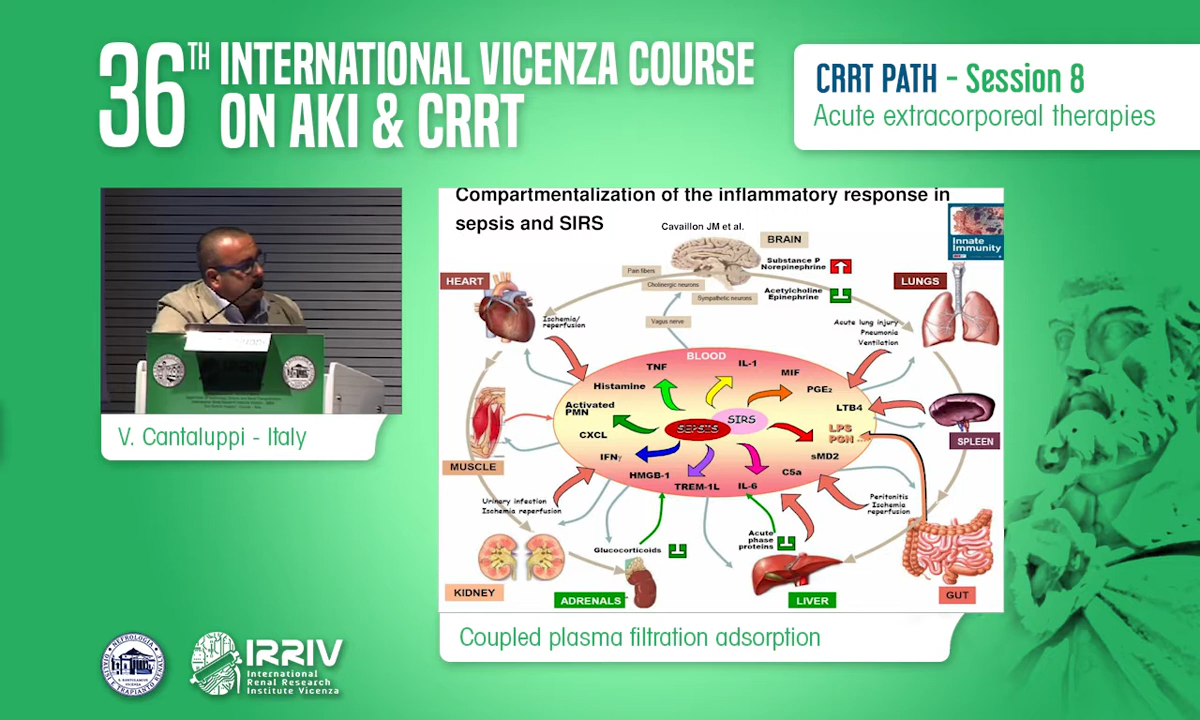 36TH INTERNATIONAL VICENZA COURSE
ON AKI & CRRT
CRRT PATH - Session 8
Acute extracorporeal therapies
V. Cantaluppi - Italy
Compartmentalization of the inflammatory response in
sepsis and SIRS
Cavaillon JM et al.
Innate
Immunity
BRAIN
Substance P
Norepinephrine
Acetylcholine
Epinephrine
Pain fibers
Cholinergic neurons
Sympathetic neurons
Vagus nerve
HEART
Ischemia/
reperfusion
LUNGS
Acute lung injury
Pneumonia
Ventilation
BLOOD
TNF
IL-1
MIF
Histamine
PGE2
Activated
PMN
LTB4
SEPSIS
SIRS
LPS
PGN
CXCL
IFNγ
sMD2
HMGB-1
C5a
TREM-1L
IL-6
MUSCLE
SPLEEN
Urinary infection
Ischemia reperfusion
Peritonitis
Ischemia
reperfusion
Glucocorticoids
Acute
phase
proteins
KIDNEY
ADRENALS
LIVER
GUT
Coupled plasma filtration adsorption
NEFROLOGIA
DIALISI E TRAPIANTO RENALE
IRRIV
International
Renal Research
Institute Vicenza